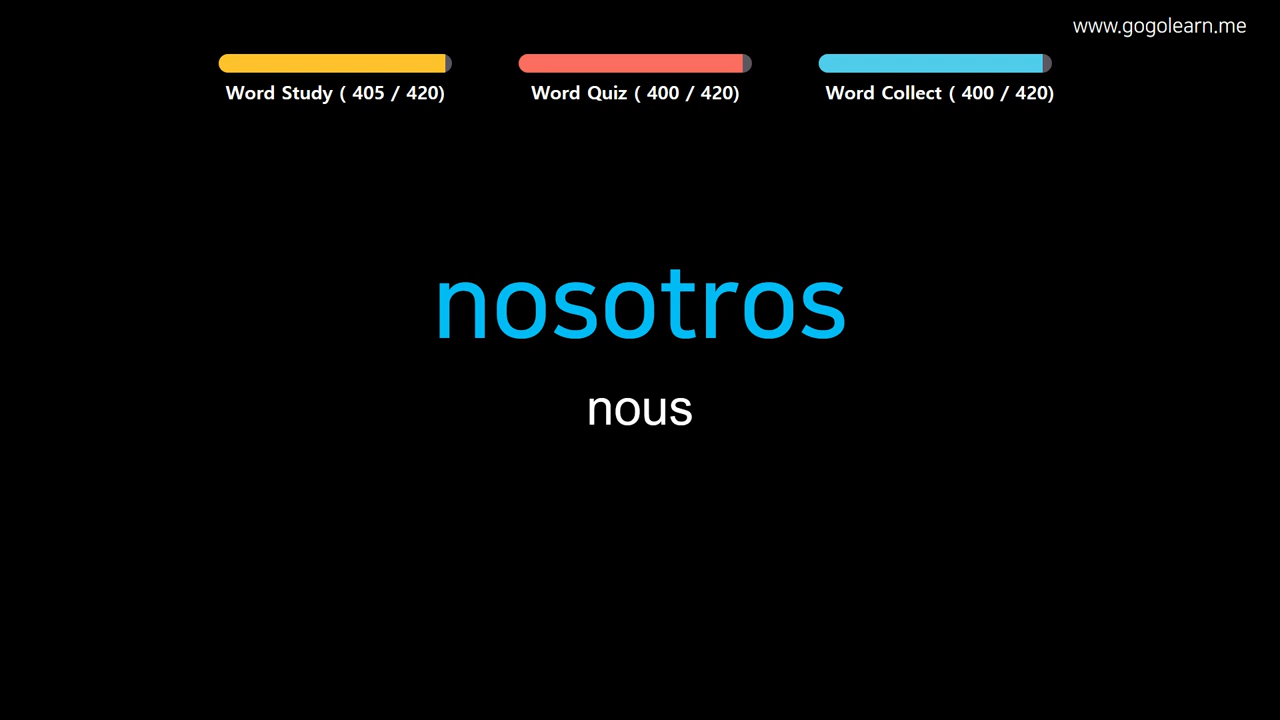 www.gogolearn.me
Word Study ( 405 / 420)
Word Quiz ( 400 / 420)
Word Collect ( 400 / 420)
nosotros
nous